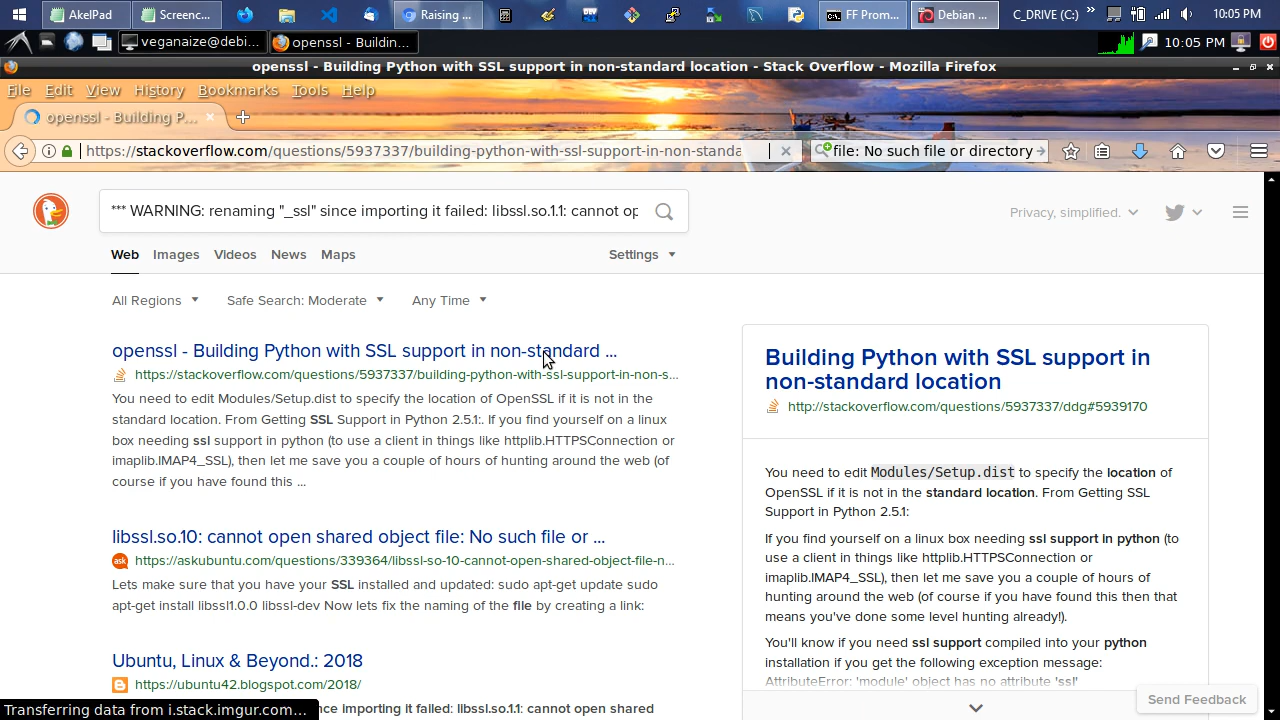 AkelPad
Screenc...
Raising ...
FF Prom...
Debian ...
C_DRIVE (C:)
10:05 PM
veganaize@debi...
openssl - Buildin...
10:05 PM
openssl - Building Python with SSL support in non-standard location - Stack Overflow - Mozilla Firefox
File Edit View History Bookmarks Tools Help
openssl - Building P...
https://stackoverflow.com/questions/5937337/building-python-with-ssl-support-in-non-standa
file: No such file or directory
*** WARNING: renaming "_ssl" since importing it failed: libssl.so.1.1: cannot op
Privacy, simplified.
Web Images Videos News Maps Settings
All Regions Safe Search: Moderate Any Time
openssl - Building Python with SSL support in non-standard ...
https://stackoverflow.com/questions/5937337/building-python-with-ssl-support-in-non-s...
You need to edit Modules/Setup.dist to specify the location of OpenSSL if it is not in the
standard location. From Getting SSL Support in Python 2.5.1:. If you find yourself on a linux
box needing ssl support in python (to use a client in things like httplib.HTTPSConnection or
imaplib.IMAP4_SSL), then let me save you a couple of hours of hunting around the web (of
course if you have found this ...
libssl.so.10: cannot open shared object file: No such file or ...
ask
https://askubuntu.com/questions/339364/libssl-so-10-cannot-open-shared-object-file-n...
Lets make sure that you have your SSL installed and updated: sudo apt-get update sudo
apt-get install libssl1.0.0 libssl-dev Now lets fix the naming of the file by creating a link:
Ubuntu, Linux & Beyond.: 2018
https://ubuntu42.blogspot.com/2018/
nce importing it failed: libssl.so.1.1: cannot open shared
Building Python with SSL support in
non-standard location
http://stackoverflow.com/questions/5937337/ddg#5939170
You need to edit Modules/Setup.dist to specify the location of
OpenSSL if it is not in the standard location. From Getting SSL
Support in Python 2.5.1:
If you find yourself on a linux box needing ssl support in python (to
use a client in things like httplib.HTTPSConnection or
imaplib.IMAP4_SSL), then let me save you a couple of hours of
hunting around the web (of course if you have found this then that
means you've done some level hunting already!).
You'll know if you need ssl support compiled into your python
installation if you get the following exception message:
AttributeError: 'module' object has no attribute 'ssl'
Send Feedback
Transferring data from i.stack.imgur.com...